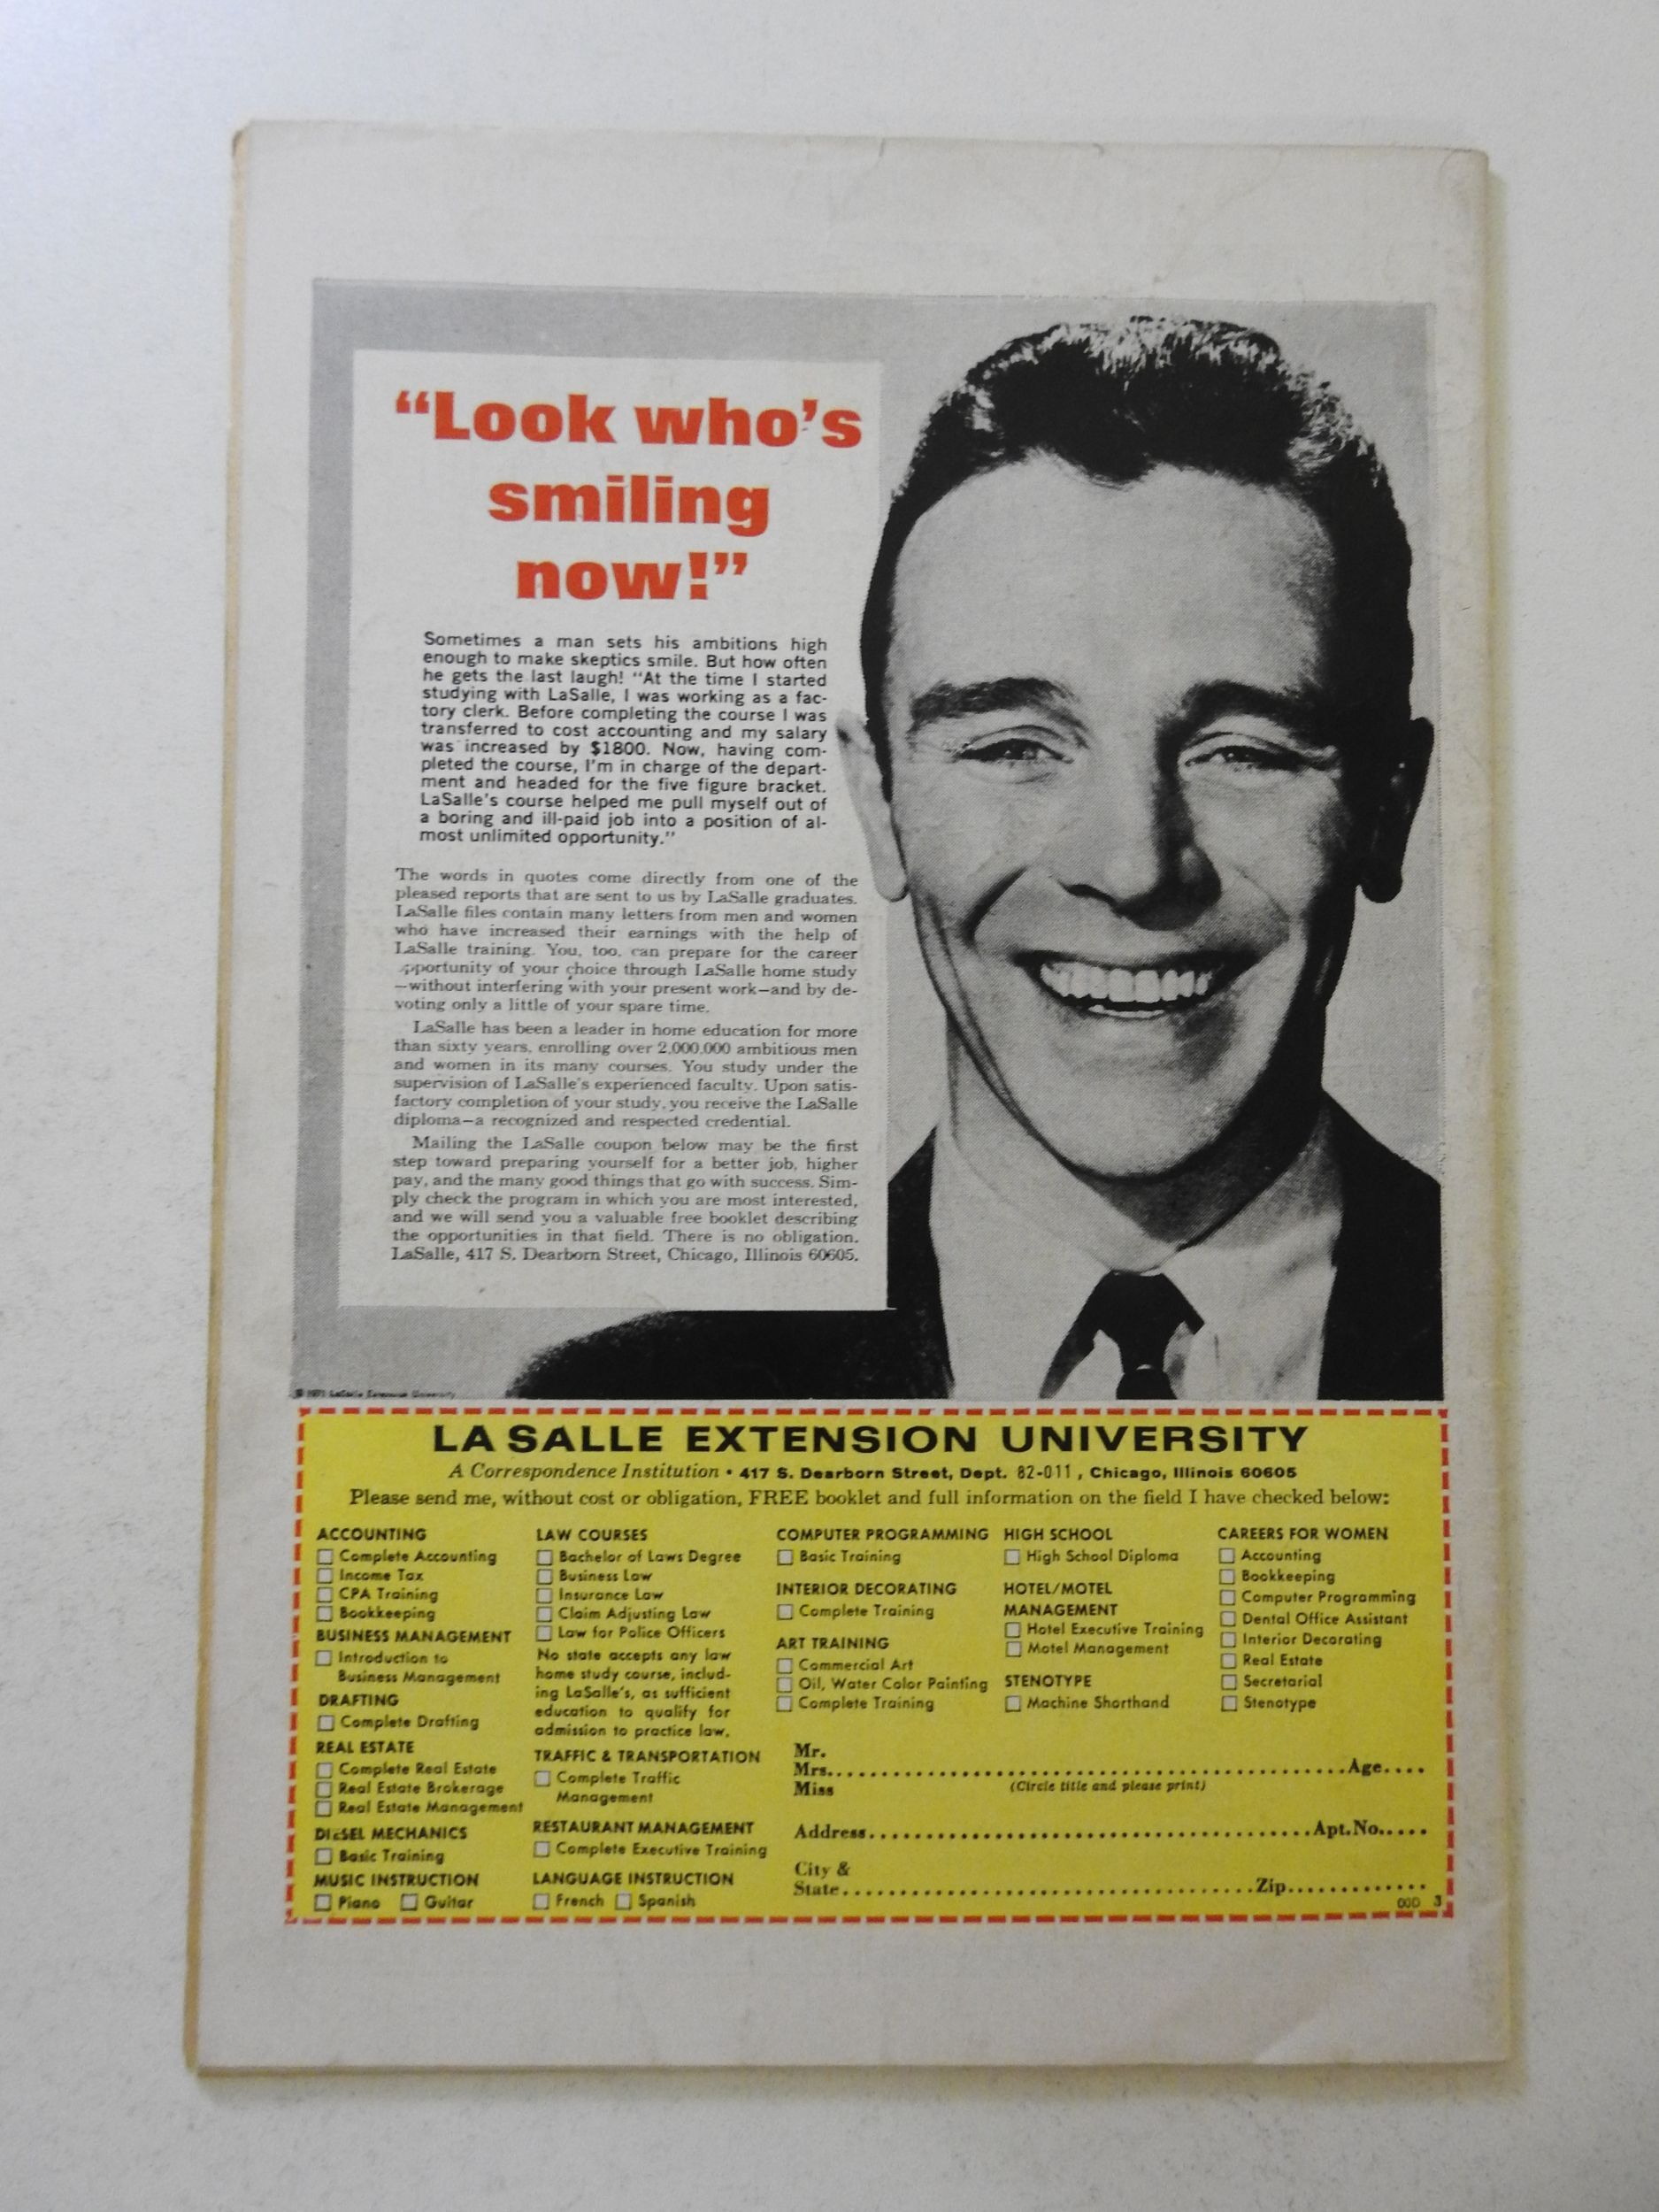 “Look who’s
smiling
now!”
Sometimes a man sets his ambitions high
enough to make skeptics smile. But how often
he gets the last laugh! “At the time I started
studying with LaSalle, I was working as a fac-
tory clerk. Before completing the course I was
transferred to cost accounting and my salary
was increased by $1800. Now, having com-
pleted the course, I’m in charge of the depart-
ment and headed for the five figure bracket.
LaSalle’s course helped me pull myself out of
a boring and ill-paid job into a position of al-
most unlimited opportunity.”
The words in quotes come directly from one of the
pleased reports that are sent to us by LaSalle graduates.
LaSalle files contain many letters from men and women
who have increased their earnings with the help of
LaSalle training. You, too, can prepare for the career
opportunity of your choice through LaSalle home study
—without interfering with your present work—and by de-
voting only a little of your spare time.
LaSalle has been a leader in home education for more
than sixty years, enrolling over 2,000,000 ambitious men
and women in its many courses. You study under the
supervision of LaSalle’s experienced faculty. Upon satis-
factory completion of your study, you receive the LaSalle
diploma—a recognized and respected credential.
Mailing the LaSalle coupon below may be the first
step toward preparing yourself for a better job, higher
pay, and the many good things that go with success. Sim-
ply check the program in which you are most interested,
and we will send you a valuable free booklet describing
the opportunities in that field. There is no obligation.
LaSalle, 417 S. Dearborn Street, Chicago, Illinois 60605.
© 1971 LaSalle Extension University
LA SALLE EXTENSION UNIVERSITY
A Correspondence Institution • 417 S. Dearborn Street, Dept. 82-011, Chicago, Illinois 60605
Please send me, without cost or obligation, FREE booklet and full information on the field I have checked below:
ACCOUNTING
Complete Accounting
Income Tax
CPA Training
Bookkeeping
BUSINESS MANAGEMENT
Introduction to
Business Management
DRAFTING
Complete Drafting
REAL ESTATE
Complete Real Estate
Real Estate Brokerage
Real Estate Management
DIESEL MECHANICS
Basic Training
MUSIC INSTRUCTION
Piano Guitar
LAW COURSES
Bachelor of Laws Degree
Business Law
Insurance Law
Claim Adjusting Law
Law for Police Officers
No state accepts any law
home study course, includ-
ing LaSalle’s, as sufficient
education to qualify for
admission to practice law.
TRAFFIC & TRANSPORTATION
Complete Traffic
Management
RESTAURANT MANAGEMENT
Complete Executive Training
LANGUAGE INSTRUCTION
French Spanish
COMPUTER PROGRAMMING
Basic Training
INTERIOR DECORATING
Complete Training
ART TRAINING
Commercial Art
Oil, Water Color Painting
Complete Training
HIGH SCHOOL
High School Diploma
HOTEL/MOTEL
MANAGEMENT
Hotel Executive Training
Motel Management
STENOTYPE
Machine Shorthand
CAREERS FOR WOMEN
Accounting
Bookkeeping
Computer Programming
Dental Office Assistant
Interior Decorating
Real Estate
Secretarial
Stenotype
Mr.
Mrs. Age
Miss (Circle title and please print)
Address Apt.No.
City &
State Zip
3